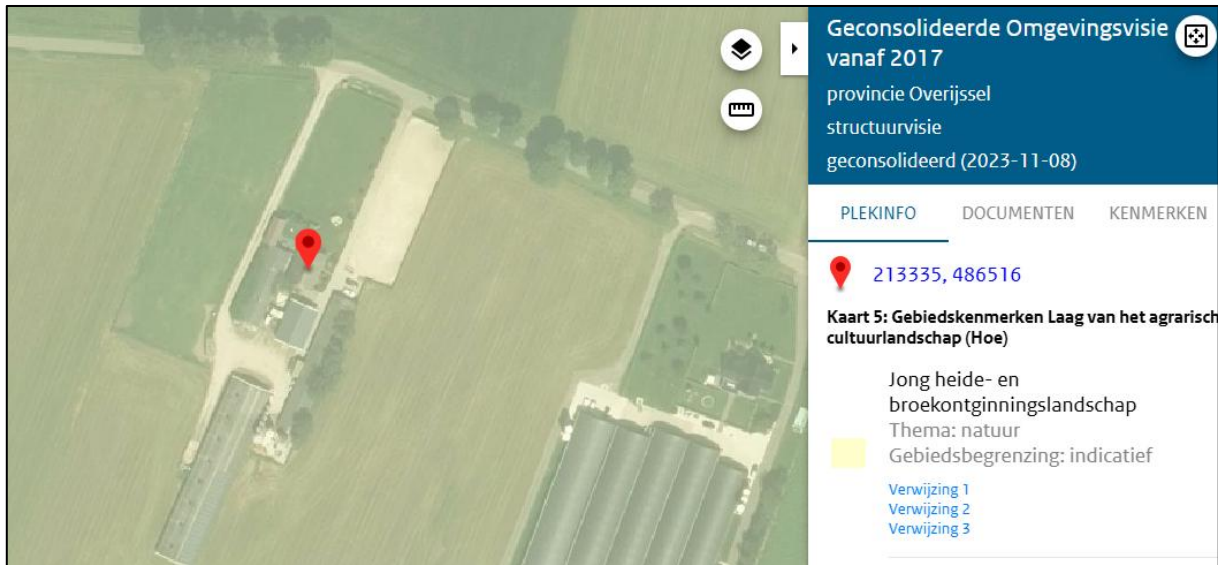 Geconsolideerde Omgevingsvisie
vanaf 2017
provincie Overijssel
structuurvisie
geconsolideerd (2023-11-08)
PLEKINFO DOCUMENTEN KENMERKEN
213335, 486516
Kaart 5: Gebiedskenmerken Laag van het agrarisch
cultuurlandschap (Hoe)
Jong heide- en
broekontginningslandschap
Thema: natuur
Gebiedsbegrenzing: indicatief
Verwijzing 1
Verwijzing 2
Verwijzing 3